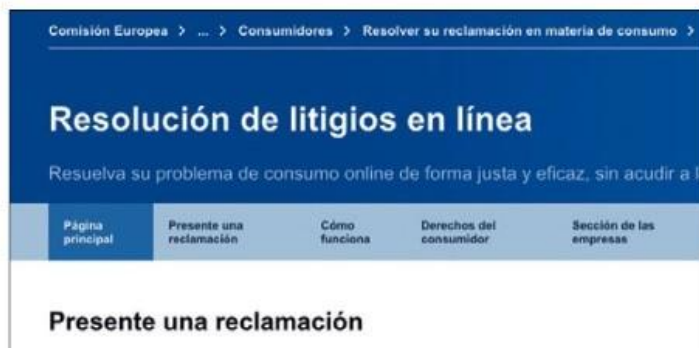 Comisión Europea > ... > Consumidores > Resolver su reclamación en materia de consumo >
Resolución de litigios en línea
Resuelva su problema de consumo online de forma justa y eficaz, sin acudir a
Página principal
Presente una reclamación
Cómo funciona
Derechos del consumidor
Sección de las empresas
Presente una reclamación